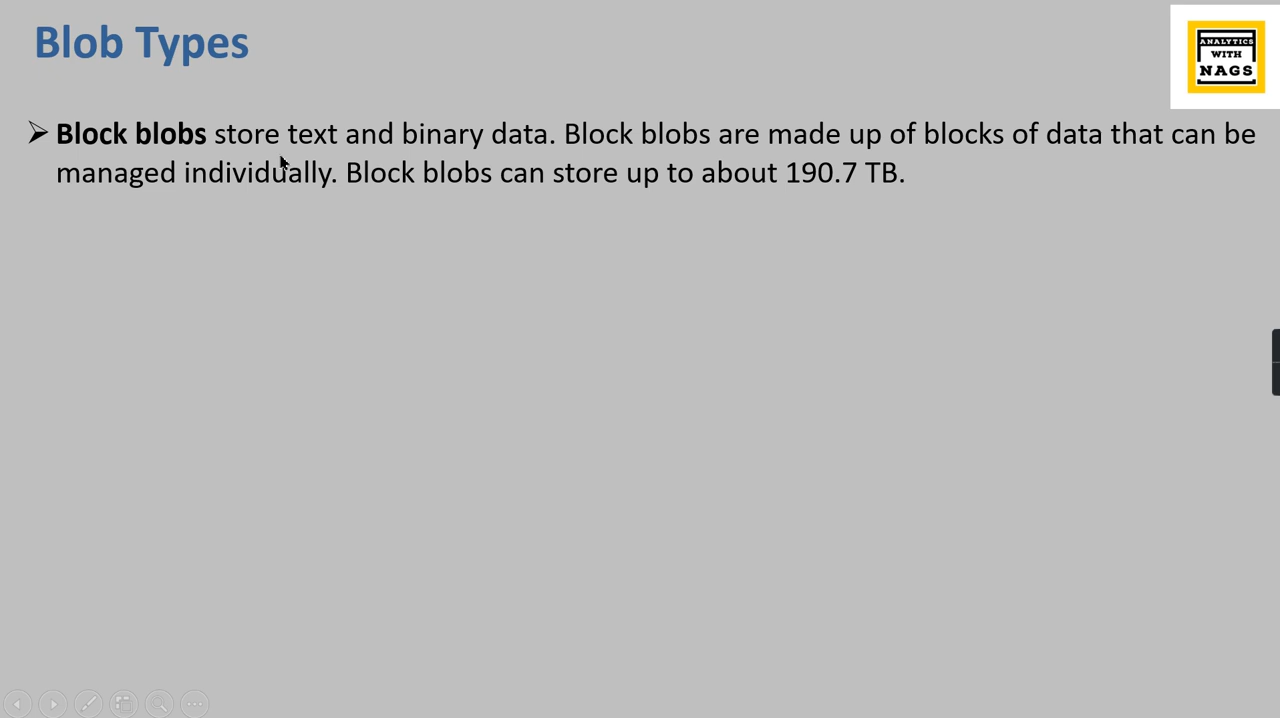 Blob Types
ANALYTICS
WITH
NAGS
➢ Block blobs store text and binary data. Block blobs are made up of blocks of data that can be
managed individually. Block blobs can store up to about 190.7 TB.